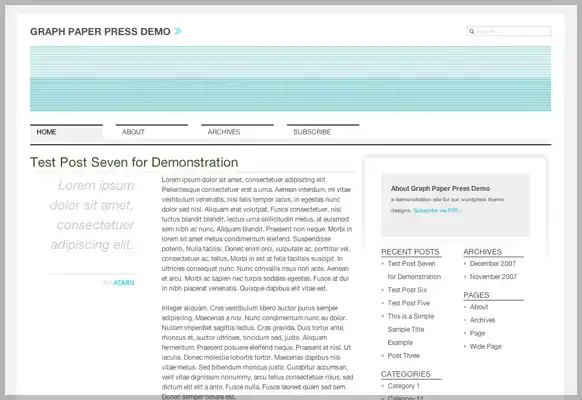 GRAPH PAPER PRESS DEMO
HOME
ABOUT
ARCHIVES
SUBSCRIBE
Test Post Seven for Demonstration
Lorem ipsum
dolor sit amet,
consectetuer
adipiscing elit.
BY ADMIN
Lorem ipsum dolor sit amet, consectetuer adipiscing elit.
Pellentesque consectetuer erat a urna. Aenean interdum, mi vitae
vestibulum venenatis, nisi felis tempor lacus, in egestas nunc
dolor sed nisi. Aliquam erat volutpat. Fusce consectetuer, nisi
luctus blandit blandit, lectus urna sollicitudin metus, at euismod
sem nibh ac nunc. Aliquam blandit. Praesent non neque. Morbi in
lorem sit amet metus condimentum eleifend. Suspendisse
potenti. Nulla facilisi. Donec enim orci, vulputate ac, porttitor vel,
consectetuer ac, tellus. Morbi in est at felis facilisis suscipit. In
ultricies consequat nunc. Nunc convallis risus non ante. Aenean
et arcu. Morbi ac sapien nec turpis sodales egestas. Fusce at dui
in nibh placerat venenatis. Quisque dapibus elit vitae est.
Integer aliquam. Cras vestibulum libero auctor purus semper
adipiscing. Maecenas a nisi. Nunc condimentum nunc eu dolor.
Nullam imperdiet sagittis lectus. Cras gravida. Duis tortor ante,
rhoncus et, auctor ultricies, tincidunt sed, justo. Aliquam
fermentum. Praesent posuere eleifend neque. Praesent et nisl. Ut
iaculis. Donec molestie lobortis tortor. Maecenas dapibus nisi
vitae metus. Sed bibendum rhoncus justo. Curabitur accumsan,
velit vitae dignissim nonummy, arcu tellus consectetuer risus, sed
dictum elit elit a ante. Fusce nulla. Fusce laoreet quam sed sem.
Donec semper ornare erat.
About Graph Paper Press Demo
a demonstration site for our wordpress theme
designs. Subscribe via RSS »
RECENT POSTS
Test Post Seven
for Demonstration
Test Post Six
Test Post Five
This is a Simple
Sample Title
Example
Post Three
CATEGORIES
Category 1
Category 11
ARCHIVES
December 2007
November 2007
PAGES
About
Archives
Page
Wide Page